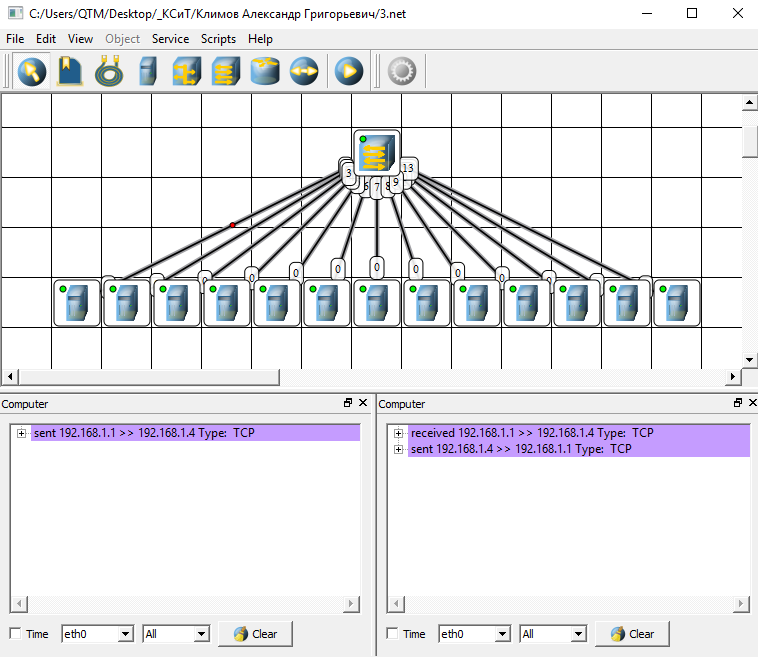 C:/Users/QTM/Desktop/_КСиТ/Климов Александр Григорьевич/3.net
File Edit View Object Service Scripts Help
3 6 7 8 9 13
0 0 0 0 0 0 0 0
Computer
sent 192.168.1.1 >> 192.168.1.4 Type: TCP
Time eth0 All Clear
Computer
received 192.168.1.1 >> 192.168.1.4 Type: TCP
sent 192.168.1.4 >> 192.168.1.1 Type: TCP
Time eth0 All Clear